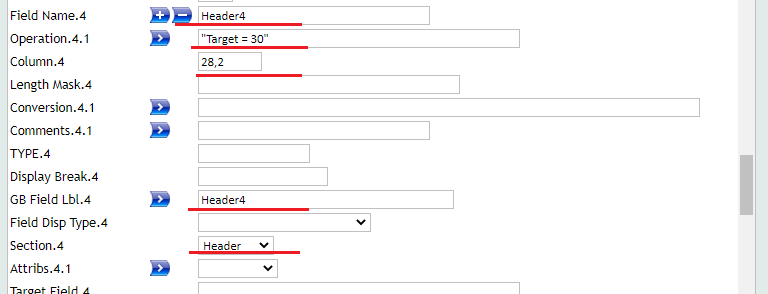 Field Name.4 Header4
Operation.4.1 "Target = 30"
Column.4 28,2
Length Mask.4
Conversion.4.1
Comments.4.1
TYPE.4
Display Break.4
GB Field Lbl.4 Header4
Field Disp Type.4
Section.4 Header
Attribs.4.1
Target Field.4